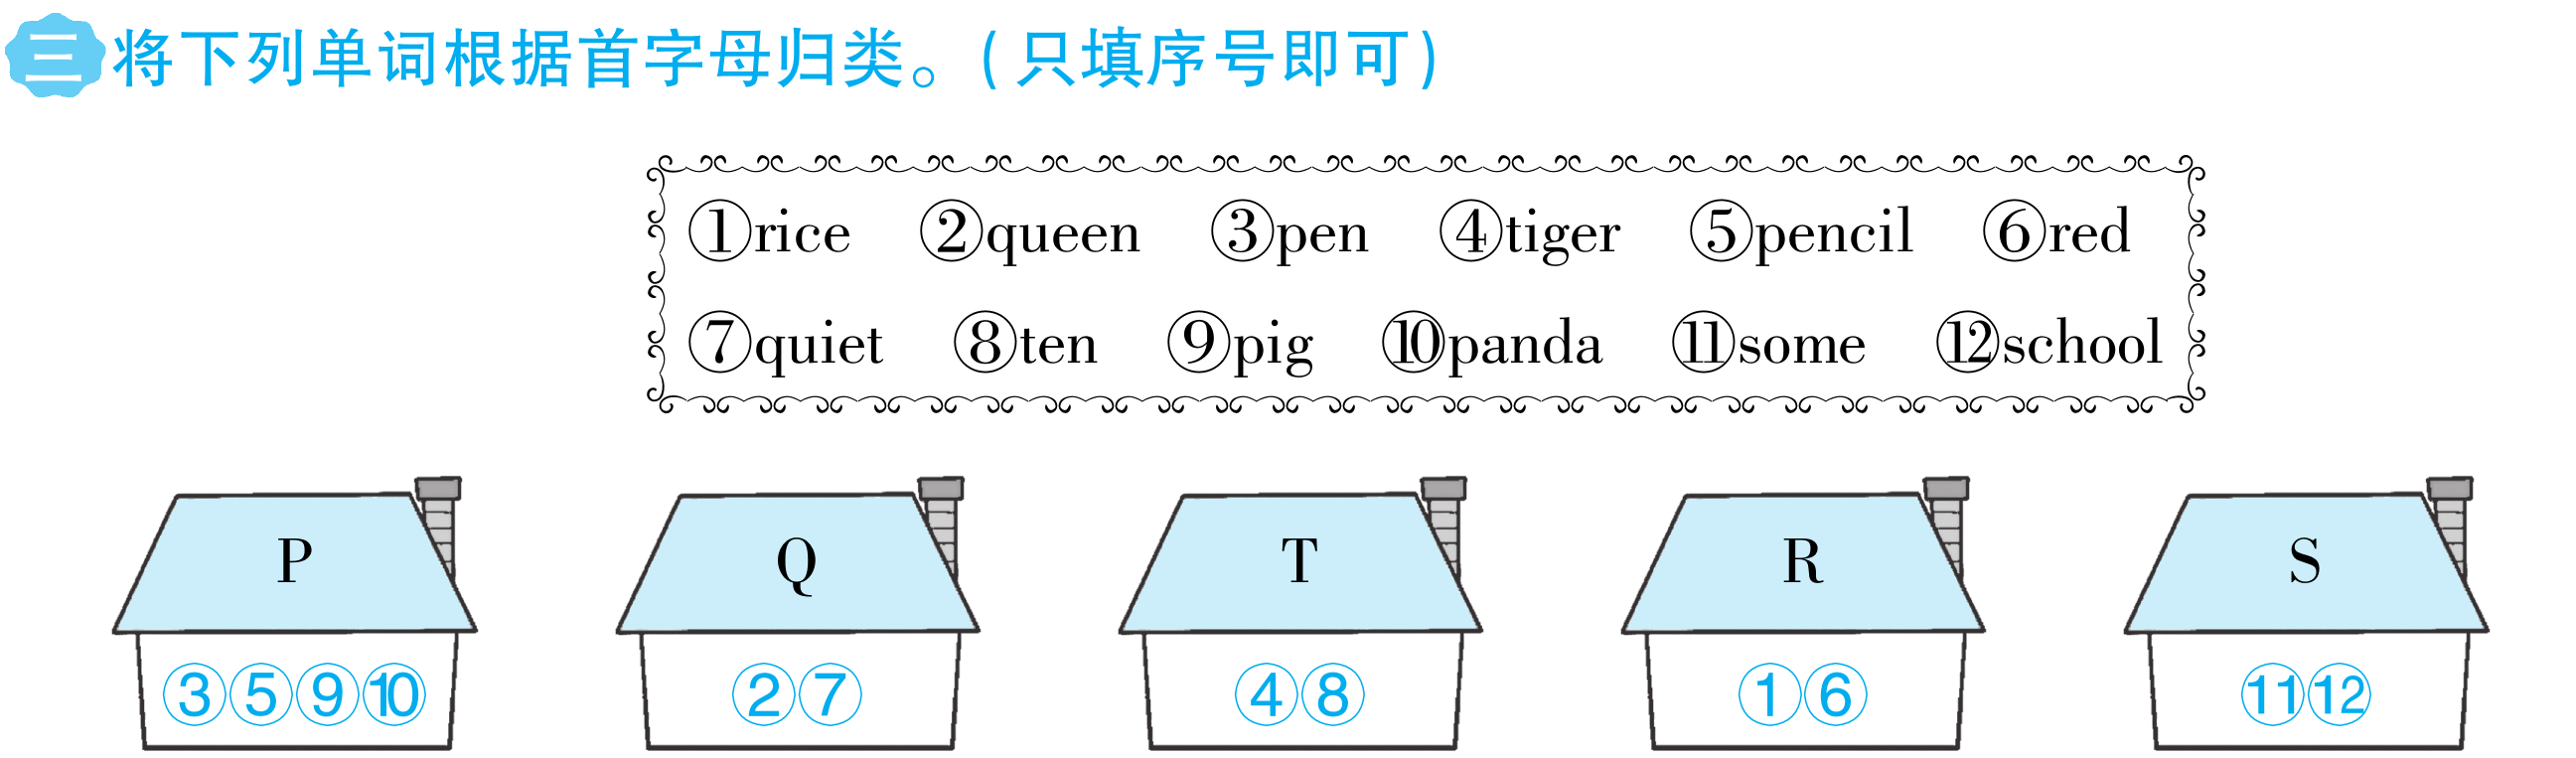 三 将下列单词根据首字母归类。(只填序号即可)
①rice ②queen ③pen ④tiger ⑤pencil ⑥red
⑦quiet ⑧ten ⑨pig ⑩panda ⑪some ⑫school
P Q T R S
③⑤⑨⑩ ②⑦ ④⑧ ①⑥ ⑪⑫